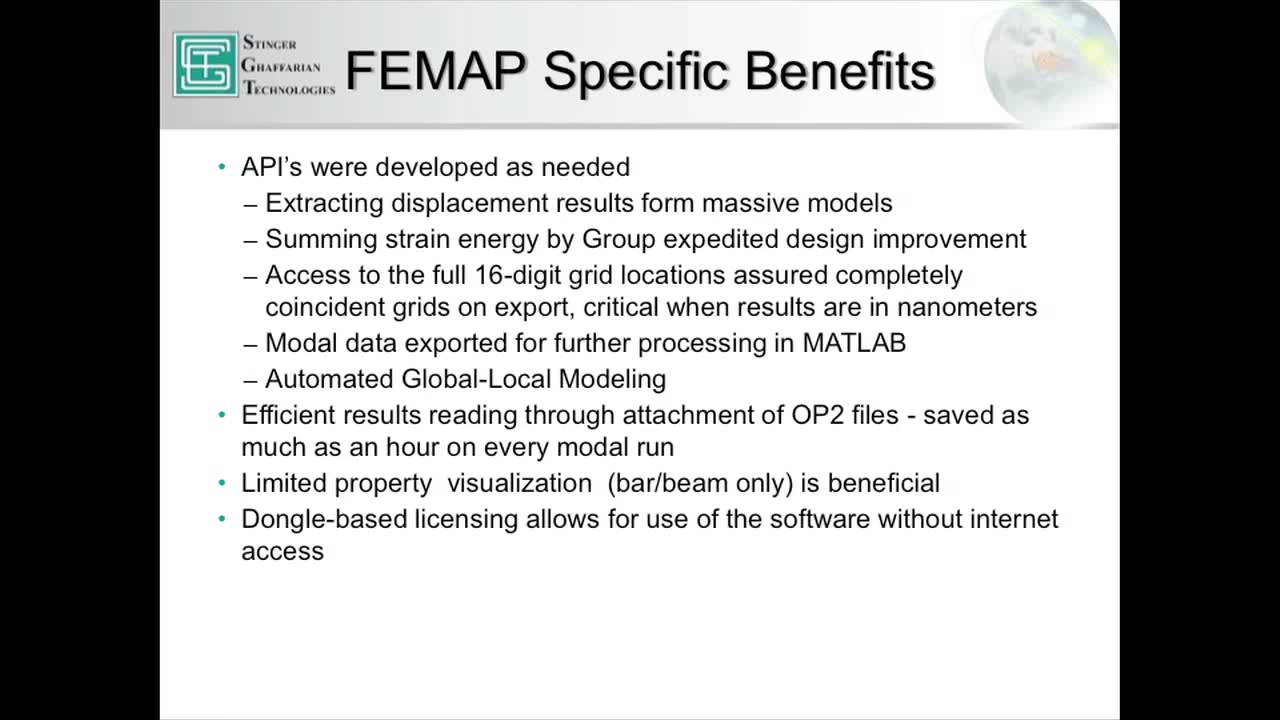 STINGER
GHAFFARIAN
TECHNOLOGIES
FEMAP Specific Benefits
• API’s were developed as needed
– Extracting displacement results form massive models
– Summing strain energy by Group expedited design improvement
– Access to the full 16-digit grid locations assured completely
coincident grids on export, critical when results are in nanometers
– Modal data exported for further processing in MATLAB
– Automated Global-Local Modeling
• Efficient results reading through attachment of OP2 files - saved as
much as an hour on every modal run
• Limited property visualization (bar/beam only) is beneficial
• Dongle-based licensing allows for use of the software without internet
access